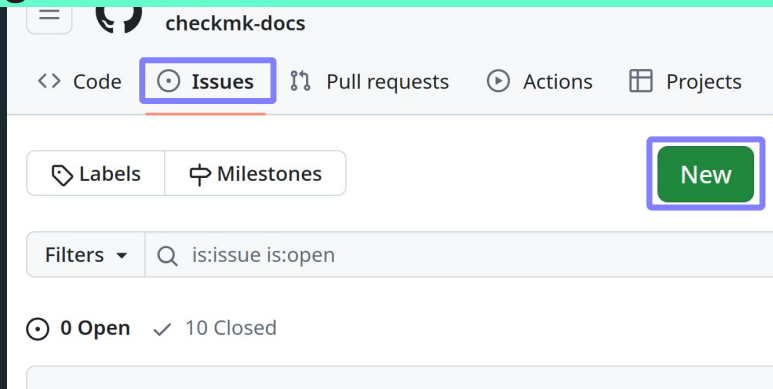 checkmk-docs
Code Issues Pull requests Actions Projects
Labels Milestones New
Filters is:issue is:open
0 Open 10 Closed